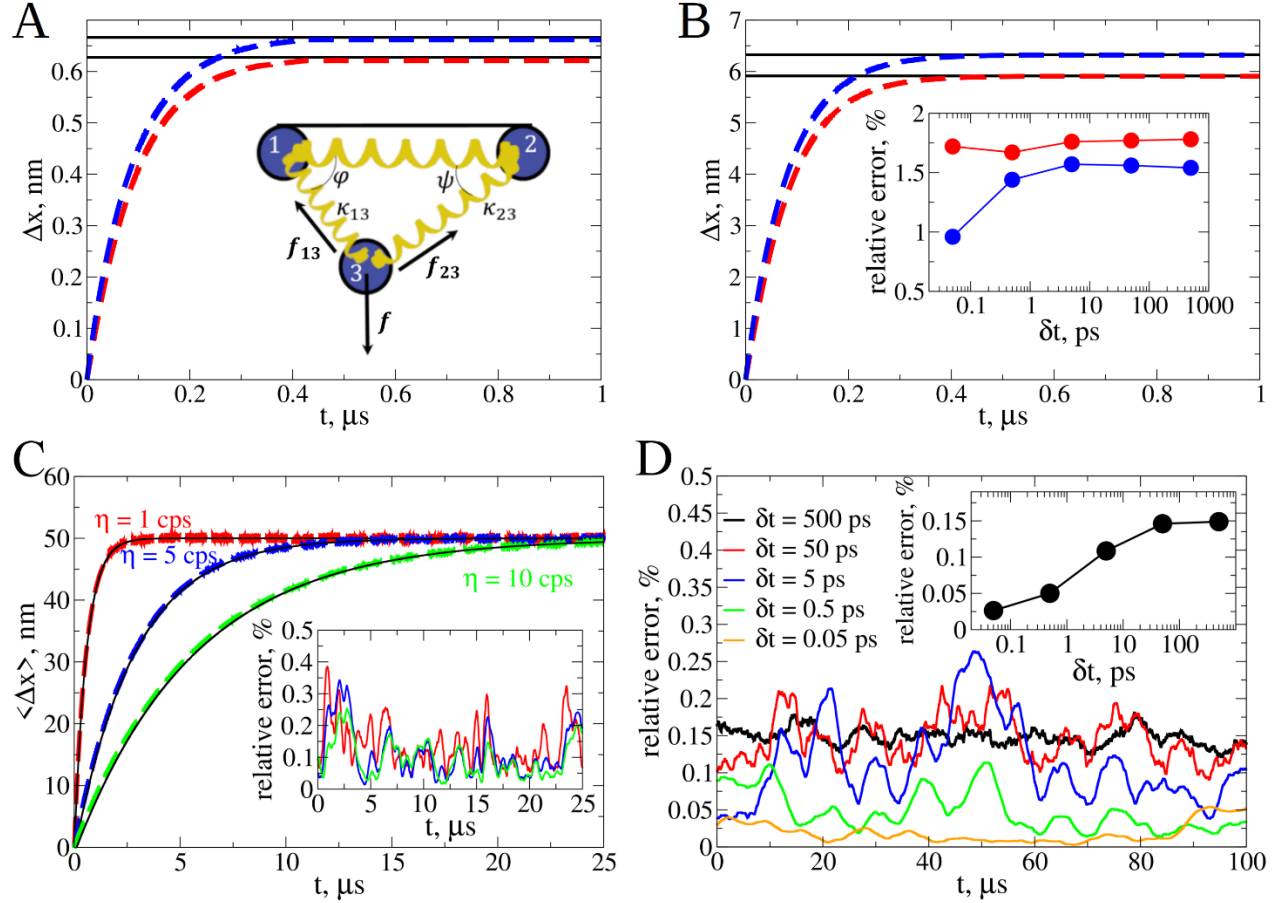 A
Δx, nm
0.6
0.5
0.4
0.3
0.2
0.1
0
0 0.2 0.4 0.6 0.8 1
t, μs
1 2
φ ψ
κ13 κ23
f13 f23
3
f
B
Δx, nm
7
6
5
4
3
2
1
0
0 0.2 0.4 0.6 0.8 1
t, μs
relative error, %
2
1.5
1
0.5
0.1 1 10 100 1000
δt, ps
C
<Δx>, nm
60
50
40
30
20
10
0
0 5 10 15 20 25
t, μs
η = 1 cps
η = 5 cps
η = 10 cps
relative error, %
0.5
0.4
0.3
0.2
0.1
0
0 5 10 15 20 25
t, μs
D
relative error, %
0.5
0.45
0.4
0.35
0.3
0.25
0.2
0.15
0.1
0.05
0
0 20 40 60 80 100
t, μs
δt = 500 ps
δt = 50 ps
δt = 5 ps
δt = 0.5 ps
δt = 0.05 ps
relative error, %
0.15
0.10
0.05
0
0.1 1 10 100
δt, ps